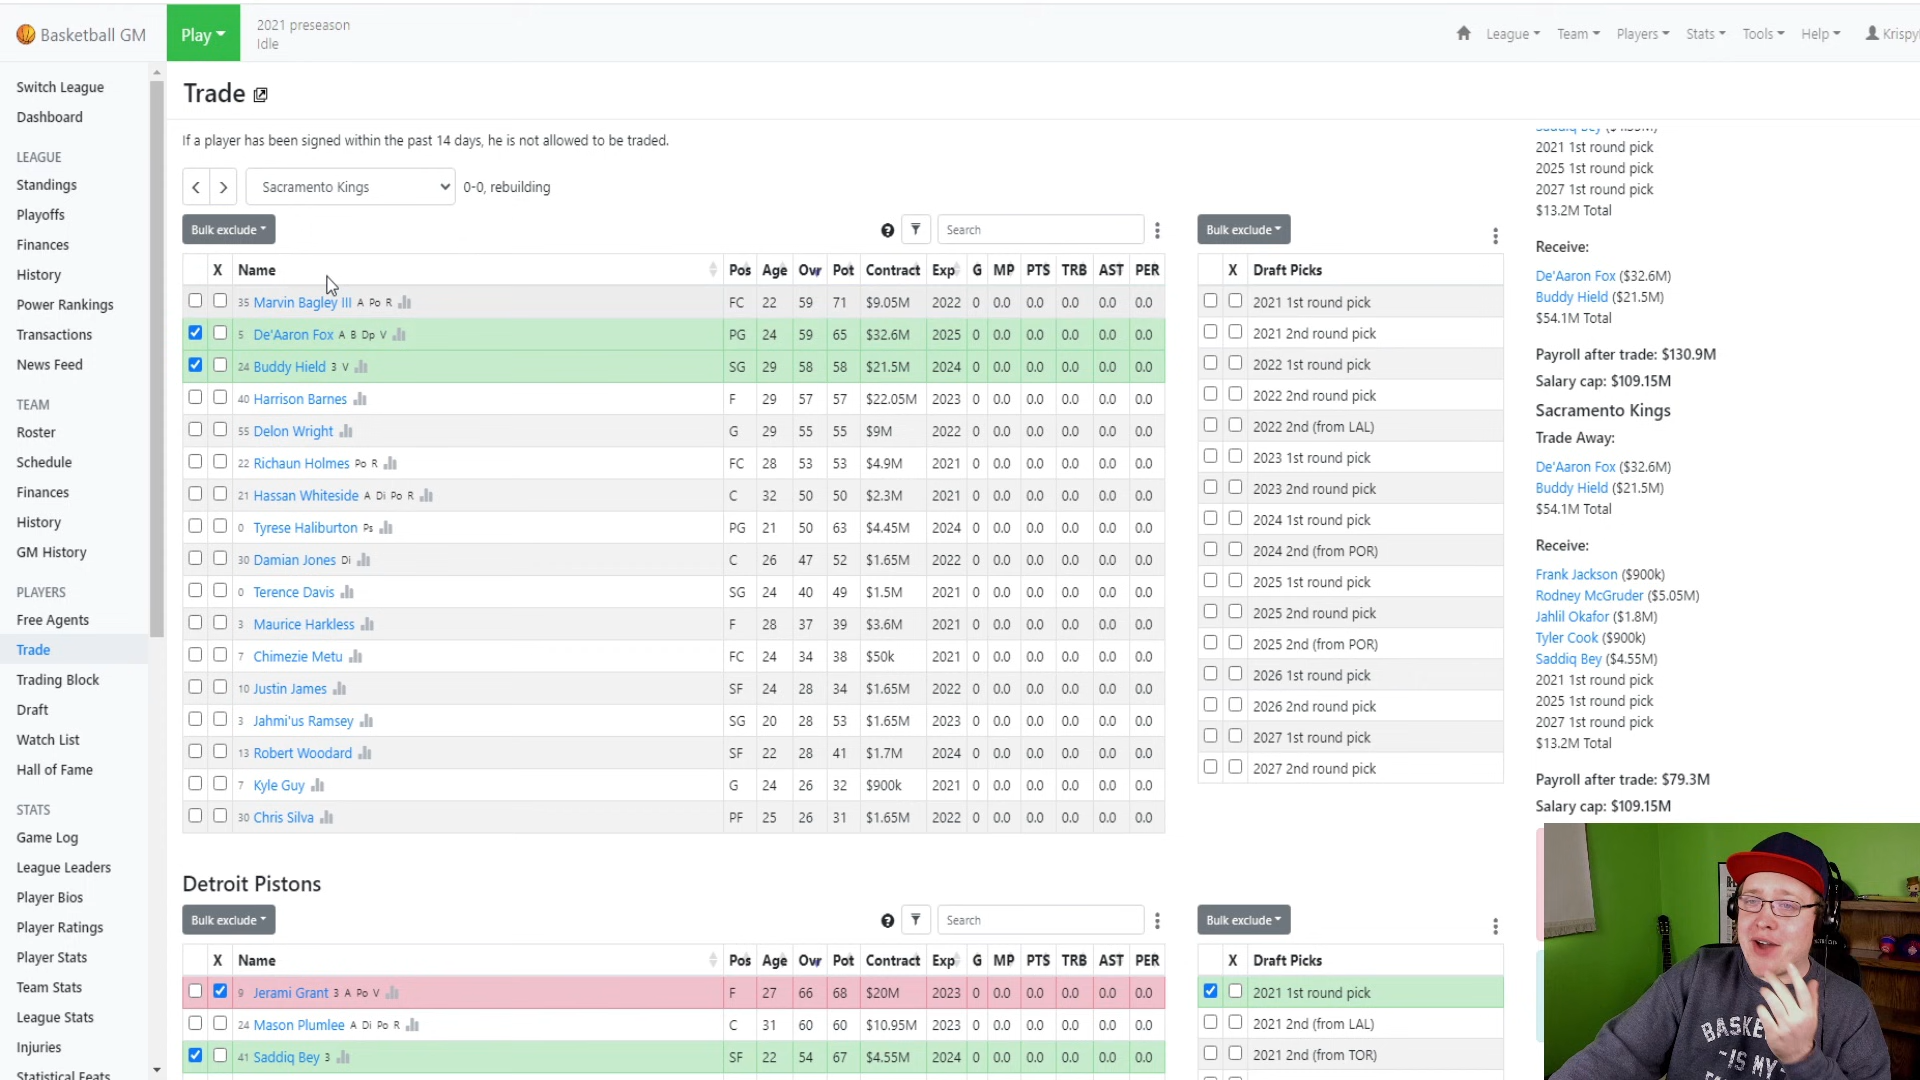 Basketball GM
Play
2021 preseason
Idle
League
Team
Players
Stats
Tools
Help
Switch League
Dashboard
LEAGUE
Standings
Playoffs
Finances
History
Power Rankings
Transactions
News Feed
TEAM
Roster
Schedule
Finances
History
GM History
PLAYERS
Free Agents
Trade
Trading Block
Draft
Watch List
Hall of Fame
STATS
Game Log
League Leaders
Player Bios
Player Ratings
Player Stats
Team Stats
League Stats
Injuries
Statistical Feats
Trade
If a player has been signed within the past 14 days, he is not allowed to be traded.
< > Sacramento Kings 0-0, rebuilding
Bulk exclude
Search
X Name Pos Age Ovr Pot Contract Exp G MP PTS TRB AST PER
35 Marvin Bagley III A Po R FC 22 59 71 $9.05M 2022 0 0.0 0.0 0.0 0.0 0.0
5 De'Aaron Fox A B Dp V PG 24 59 65 $32.6M 2025 0 0.0 0.0 0.0 0.0 0.0
24 Buddy Hield 3 V SG 29 58 58 $21.5M 2024 0 0.0 0.0 0.0 0.0 0.0
40 Harrison Barnes F 29 57 57 $22.05M 2023 0 0.0 0.0 0.0 0.0 0.0
55 Delon Wright G 29 55 55 $9M 2022 0 0.0 0.0 0.0 0.0 0.0
22 Richaun Holmes Po R FC 28 53 53 $4.9M 2021 0 0.0 0.0 0.0 0.0 0.0
21 Hassan Whiteside A Di Po R C 32 50 50 $2.3M 2021 0 0.0 0.0 0.0 0.0 0.0
0 Tyrese Haliburton Ps PG 21 50 63 $4.45M 2024 0 0.0 0.0 0.0 0.0 0.0
30 Damian Jones Di C 26 47 52 $1.65M 2022 0 0.0 0.0 0.0 0.0 0.0
0 Terence Davis SG 24 40 49 $1.5M 2021 0 0.0 0.0 0.0 0.0 0.0
3 Maurice Harkless F 28 37 39 $3.6M 2021 0 0.0 0.0 0.0 0.0 0.0
7 Chimezie Metu FC 24 34 38 $50k 2021 0 0.0 0.0 0.0 0.0 0.0
10 Justin James SF 24 28 34 $1.65M 2022 0 0.0 0.0 0.0 0.0 0.0
3 Jahmi'us Ramsey SG 20 28 53 $1.65M 2023 0 0.0 0.0 0.0 0.0 0.0
13 Robert Woodard SF 22 28 41 $1.7M 2024 0 0.0 0.0 0.0 0.0 0.0
7 Kyle Guy G 24 26 32 $900k 2021 0 0.0 0.0 0.0 0.0 0.0
30 Chris Silva PF 25 26 31 $1.65M 2022 0 0.0 0.0 0.0 0.0 0.0
Bulk exclude
X Draft Picks
2021 1st round pick
2021 2nd round pick
2022 1st round pick
2022 2nd round pick
2022 2nd (from LAL)
2023 1st round pick
2023 2nd round pick
2024 1st round pick
2024 2nd (from POR)
2025 1st round pick
2025 2nd round pick
2025 2nd (from POR)
2026 1st round pick
2026 2nd round pick
2027 1st round pick
2027 2nd round pick
Detroit Pistons
Bulk exclude
Search
X Name Pos Age Ovr Pot Contract Exp G MP PTS TRB AST PER
9 Jerami Grant 3 A Po V F 27 66 68 $20M 2023 0 0.0 0.0 0.0 0.0 0.0
24 Mason Plumlee A Di Po R C 31 60 60 $10.95M 2023 0 0.0 0.0 0.0 0.0 0.0
41 Saddiq Bey 3 SF 22 54 67 $4.55M 2024 0 0.0 0.0 0.0 0.0 0.0
Bulk exclude
X Draft Picks
2021 1st round pick
2021 2nd (from LAL)
2021 2nd (from TOR)
2021 1st round pick
2025 1st round pick
2027 1st round pick
$13.2M Total
Receive:
De'Aaron Fox ($32.6M)
Buddy Hield ($21.5M)
$54.1M Total
Payroll after trade: $130.9M
Salary cap: $109.15M
Sacramento Kings
Trade Away:
De'Aaron Fox ($32.6M)
Buddy Hield ($21.5M)
$54.1M Total
Receive:
Frank Jackson ($900k)
Rodney McGruder ($5.05M)
Jahlil Okafor ($1.8M)
Tyler Cook ($900k)
Saddiq Bey ($4.55M)
2021 1st round pick
2025 1st round pick
2027 1st round pick
$13.2M Total
Payroll after trade: $79.3M
Salary cap: $109.15M
IS MY